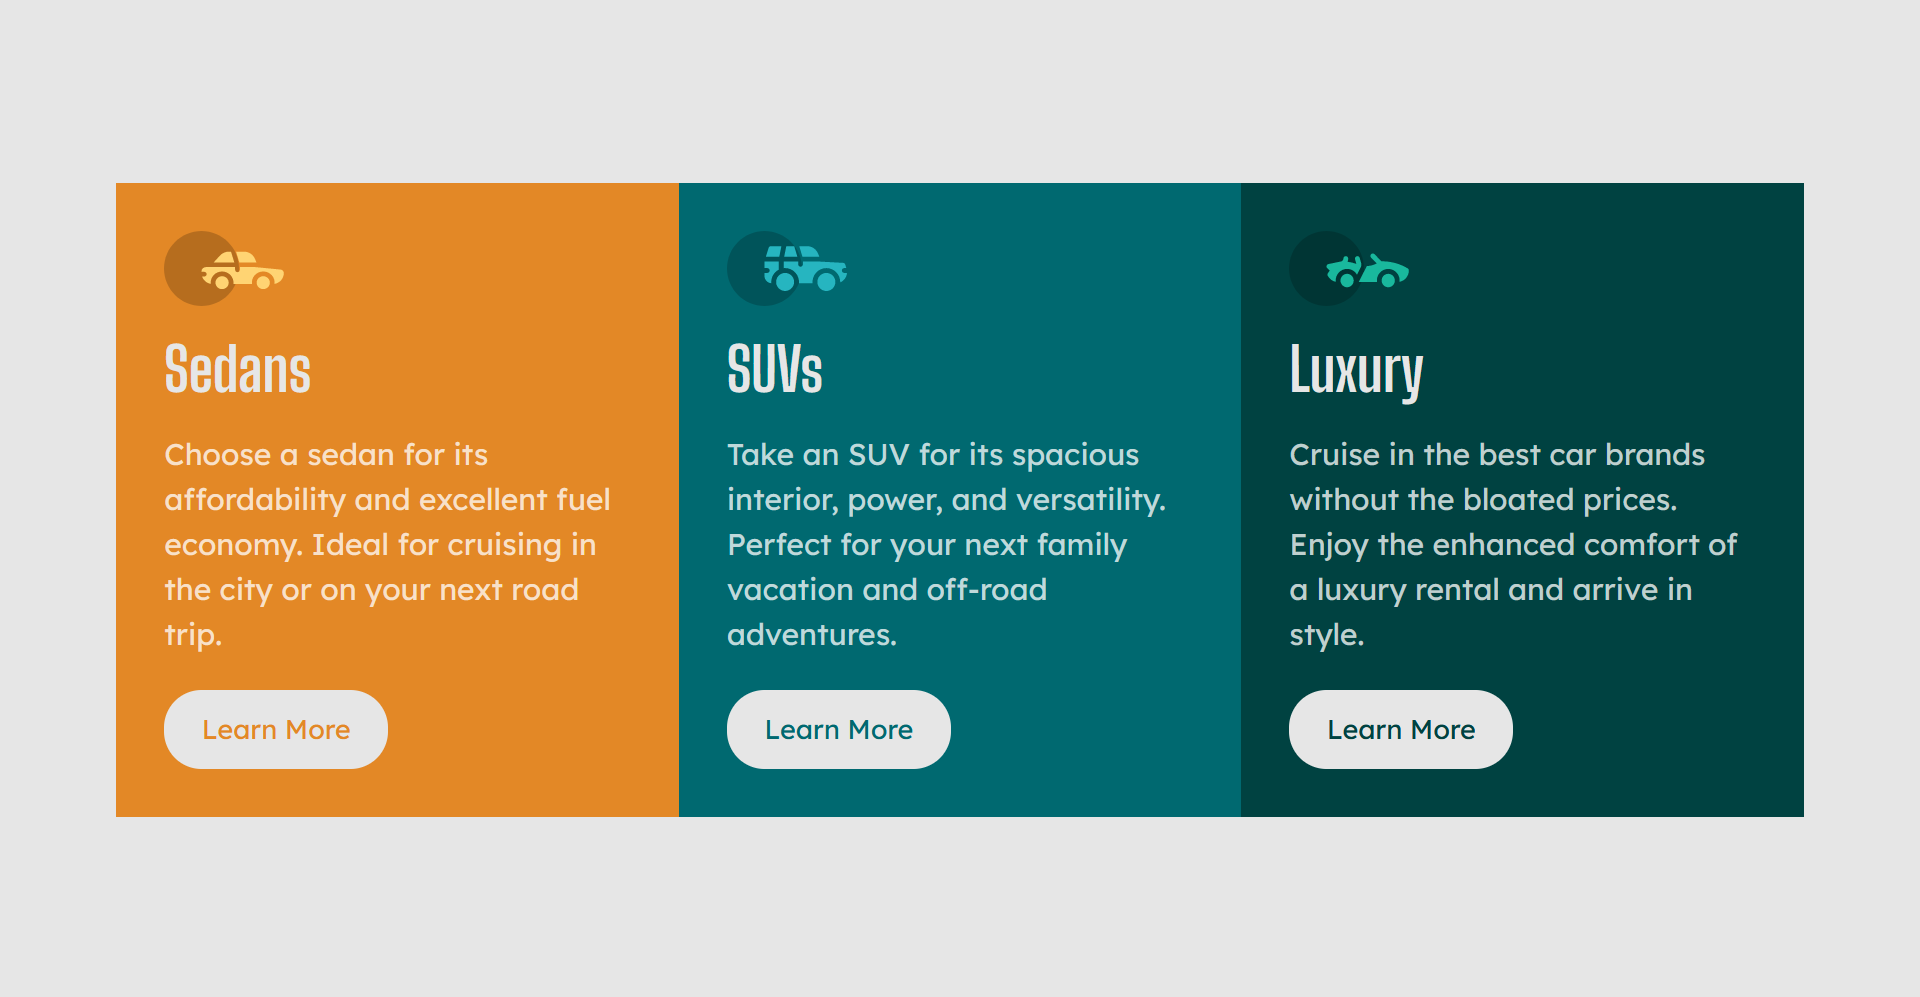 Sedans
Choose a sedan for its
affordability and excellent fuel
economy. Ideal for cruising in
the city or on your next road
trip.
Learn More
SUVs
Take an SUV for its spacious
interior, power, and versatility.
Perfect for your next family
vacation and off-road
adventures.
Learn More
Luxury
Cruise in the best car brands
without the bloated prices.
Enjoy the enhanced comfort of
a luxury rental and arrive in
style.
Learn More